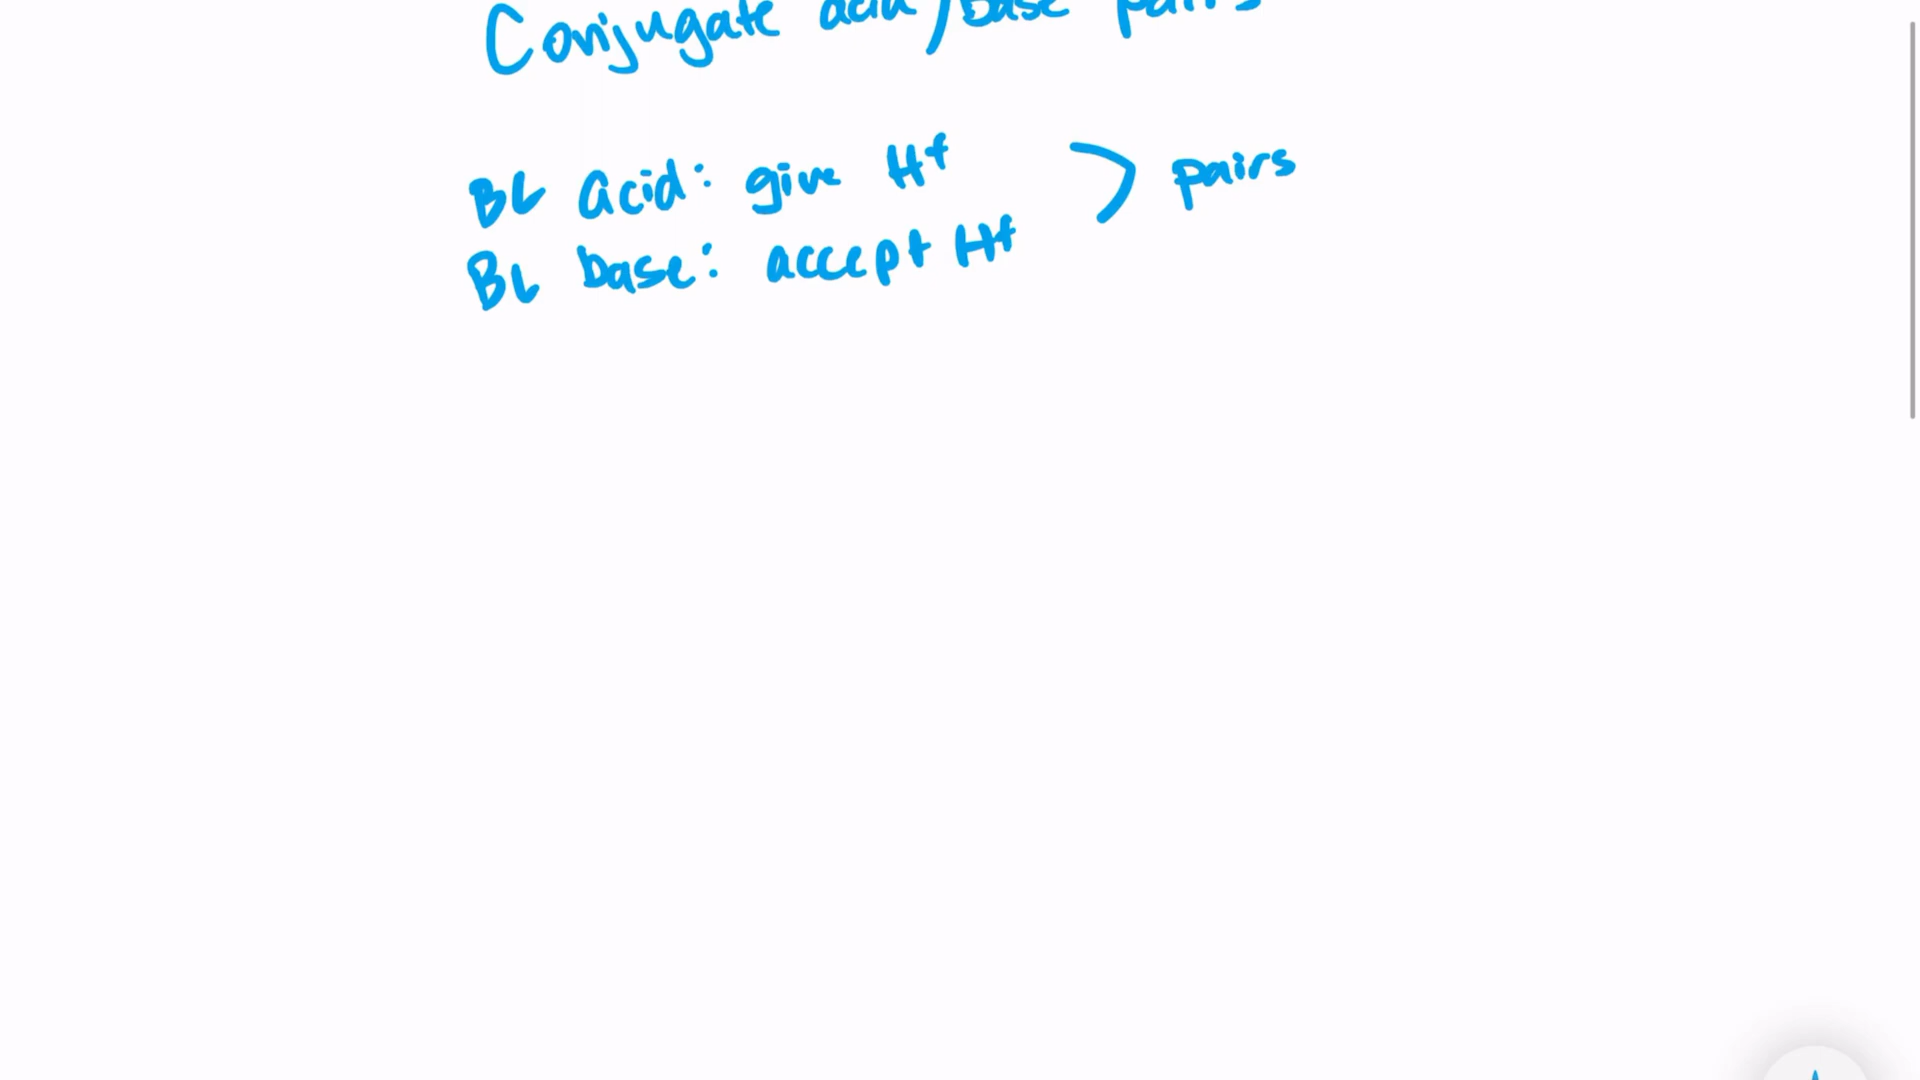 Conjugate acid/base pairs
BL acid: give H+
pairs
BL base: accept H+